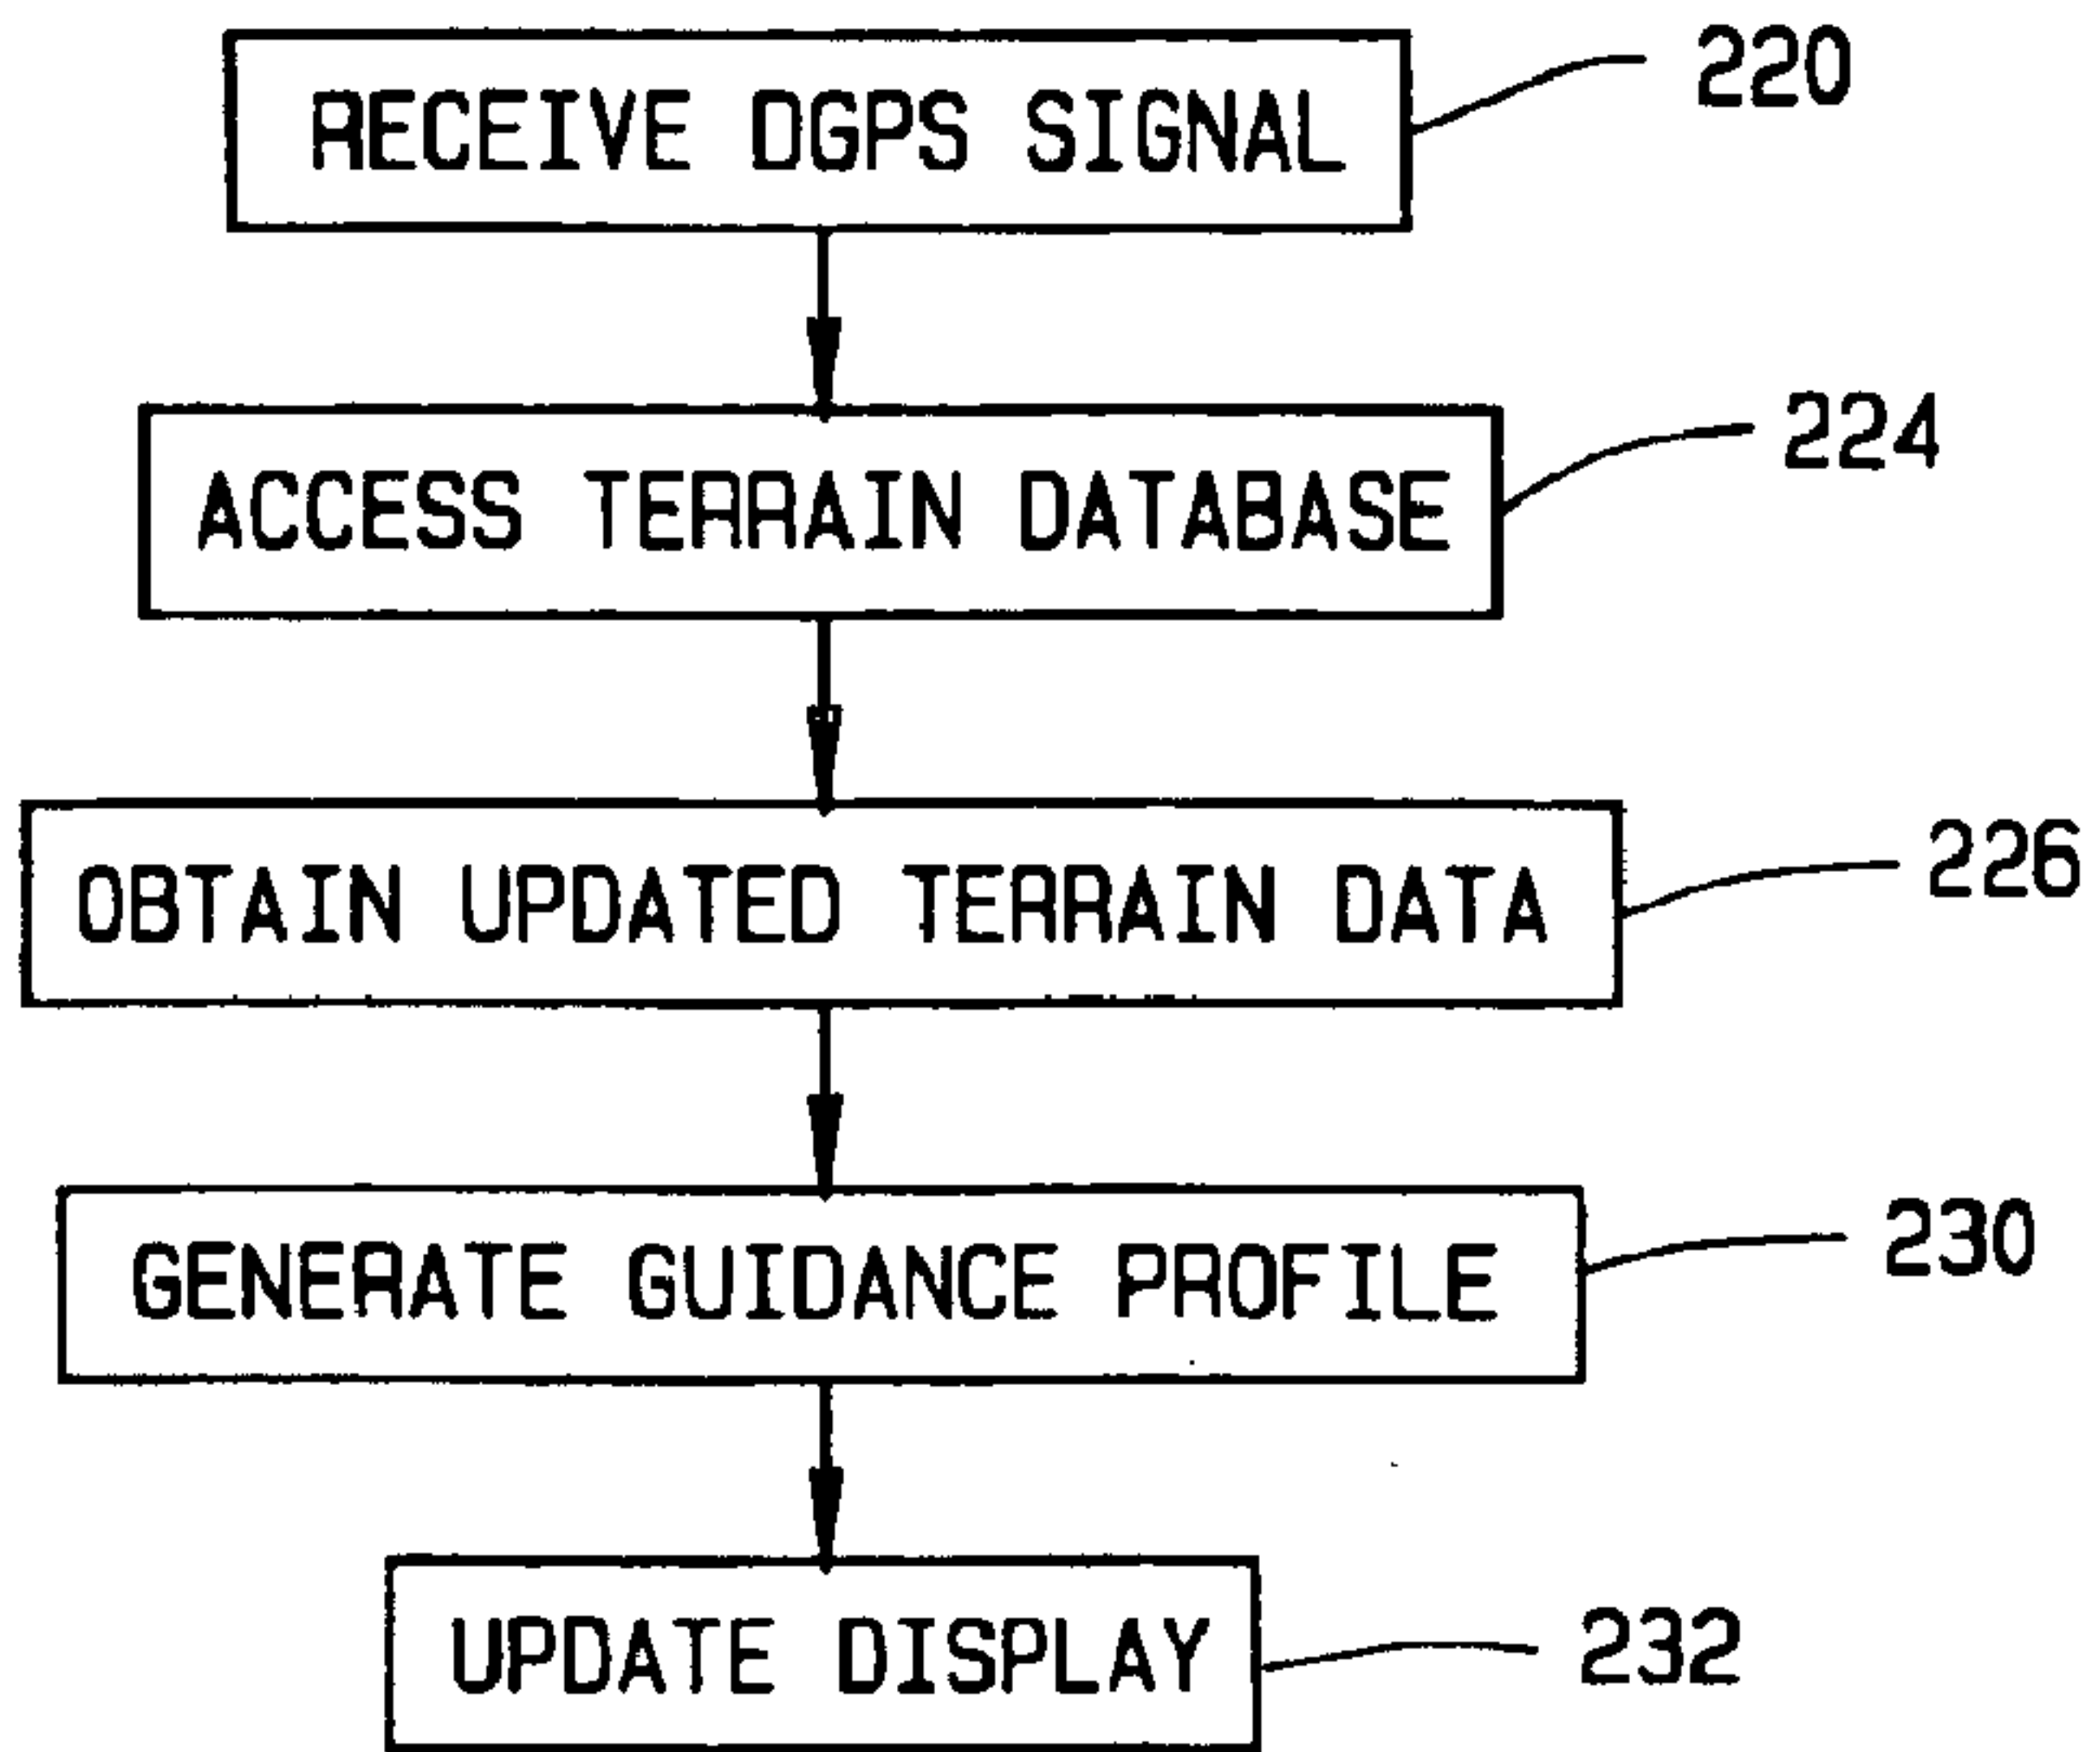 RECEIVE DGPS SIGNAL 220
ACCESS TERRAIN DATABASE 224
OBTAIN UPDATED TERRAIN DATA 226
GENERATE GUIDANCE PROFILE 230
UPDATE DISPLAY 232